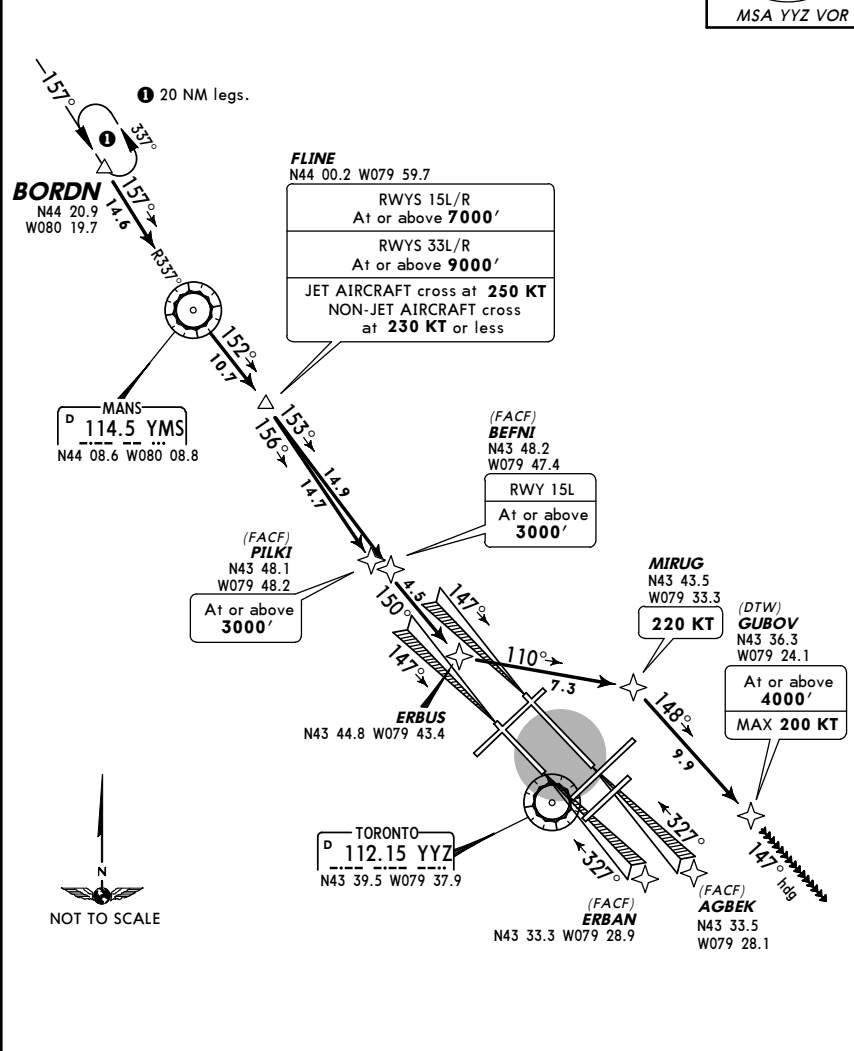 MSA YYZ VOR
157°
337°
❶
❶ 20 NM legs.
BORDN
N44 20.9
W080 19.7
157°
14.6
R337°
FLINE
N44 00.2 W079 59.7
RWYS 15L/R
At or above 7000'
RWYS 33L/R
At or above 9000'
JET AIRCRAFT cross at 250 KT
NON-JET AIRCRAFT cross
at 230 KT or less
152°
10.7
MANS
D 114.5 YMS
N44 08.6 W080 08.8
153°
156°
14.9
14.7
(FACF)
BEFNI
N43 48.2
W079 47.4
RWY 15L
At or above
3000'
(FACF)
PILKI
N43 48.1
W079 48.2
At or above
3000'
4.5
150°
147°
147°
110°
7.3
MIRUG
N43 43.5
W079 33.3
220 KT
(DTW)
GUBOV
N43 36.3
W079 24.1
At or above
4000'
MAX 200 KT
ERBUS
N43 44.8 W079 43.4
148°
9.9
TORONTO
D 112.15 YYZ
N43 39.5 W079 37.9
327°
327°
147° hdg
(FACF)
ERBAN
N43 33.3 W079 28.9
(FACF)
AGBEK
N43 33.5
W079 28.1
N
NOT TO SCALE